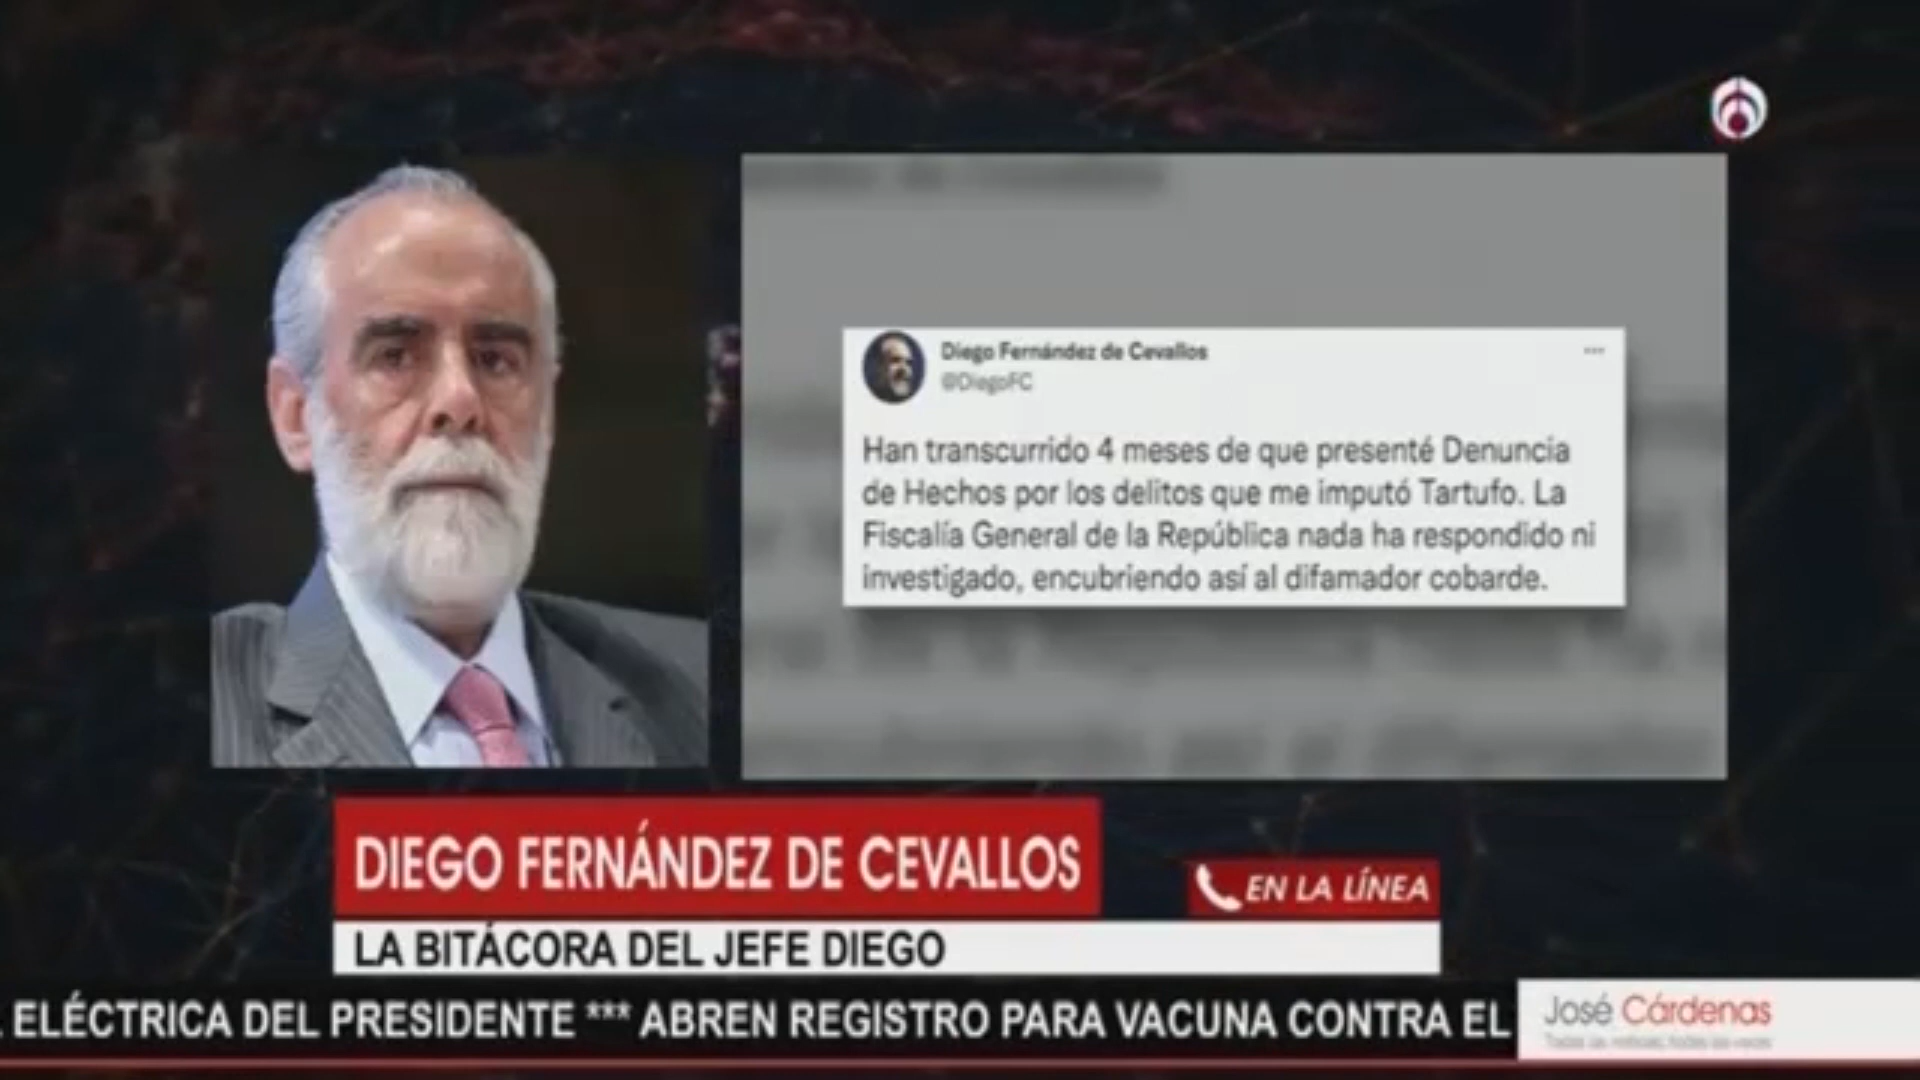 Diego Fernández de Cevallos
@DiegoFC
Han transcurrido 4 meses de que presenté Denuncia
de Hechos por los delitos que me imputó Tartufo. La
Fiscalía General de la República nada ha respondido ni
investigado, encubriendo así al difamador cobarde.
DIEGO FERNÁNDEZ DE CEVALLOS
EN LA LÍNEA
LA BITÁCORA DEL JEFE DIEGO
ELÉCTRICA DEL PRESIDENTE *** ABREN REGISTRO PARA VACUNA CONTRA EL
José Cárdenas